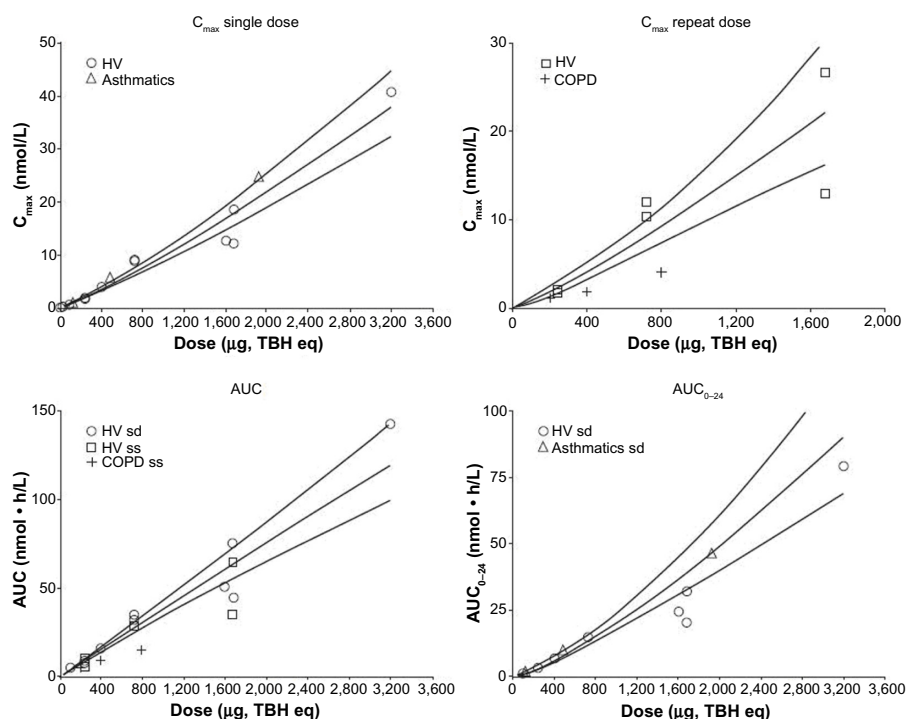 Cmax single dose
50
40
30
20
10
0
Cmax (nmol/L)
HV
Asthmatics
0 400 800 1,200 1,600 2,000 2,400 2,800 3,200 3,600
Dose (μg, TBH eq)
Cmax repeat dose
30
20
10
0
Cmax (nmol/L)
HV
COPD
0 400 800 1,200 1,600 2,000
Dose (μg, TBH eq)
AUC
150
100
50
0
AUC (nmol • h/L)
HV sd
HV ss
COPD ss
0 400 800 1,200 1,600 2,000 2,400 2,800 3,200 3,600
Dose (μg, TBH eq)
AUC0–24
100
75
50
25
0
AUC0–24 (nmol • h/L)
HV sd
Asthmatics sd
0 400 800 1,200 1,600 2,000 2,400 2,800 3,200 3,600
Dose (μg, TBH eq)